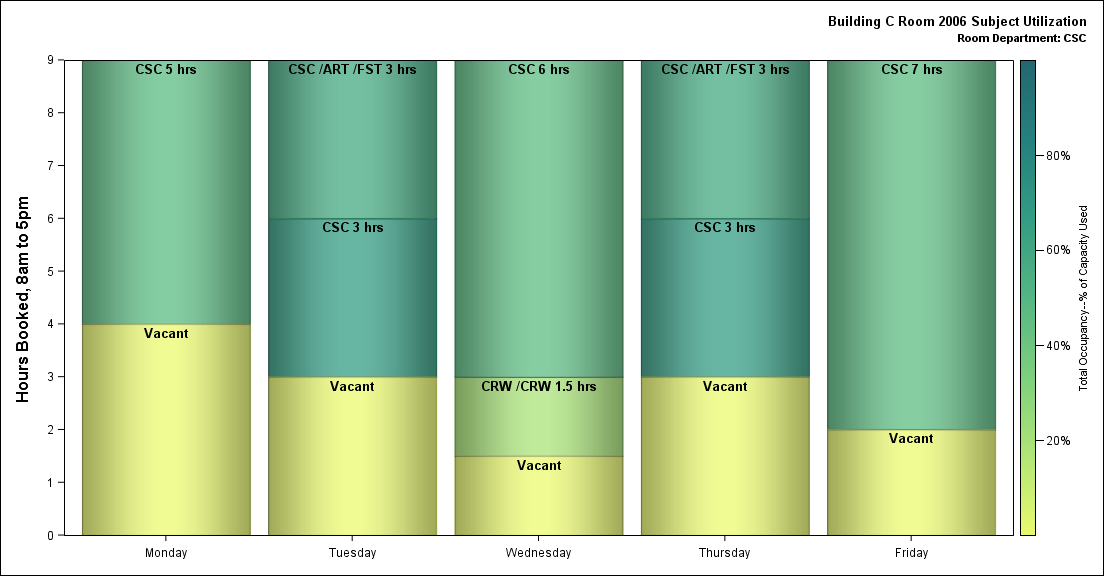 Building C Room 2006 Subject Utilization
Room Department: CSC
Hours Booked, 8am to 5pm
9
8
7
6
5
4
3
2
1
0
CSC 5 hrs
Vacant
CSC /ART /FST 3 hrs
CSC 3 hrs
Vacant
CSC 6 hrs
CRW /CRW 1.5 hrs
Vacant
CSC /ART /FST 3 hrs
CSC 3 hrs
Vacant
CSC 7 hrs
Vacant
Monday
Tuesday
Wednesday
Thursday
Friday
80%
60%
40%
20%
Total Occupancy--% of Capacity Used